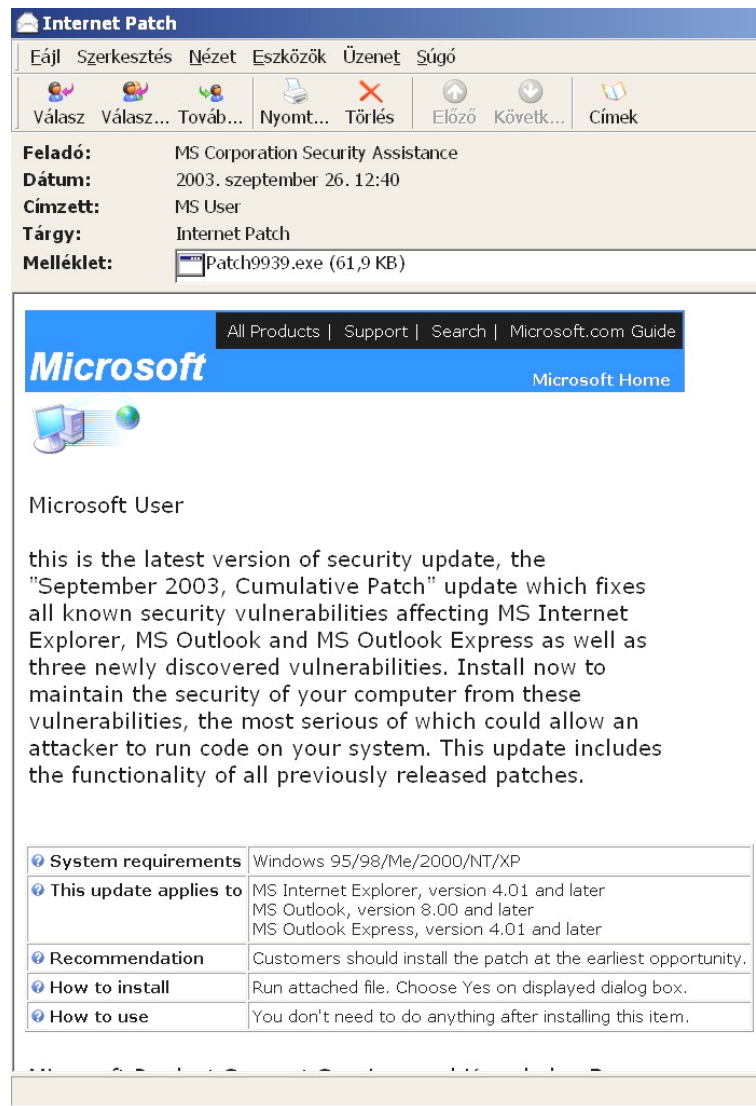 Internet Patch
Fájl Szerkesztés Nézet Eszközök Üzenet Súgó
Válasz Válasz... Továb... Nyomt... Törlés Előző Követk... Címek
Feladó: MS Corporation Security Assistance
Dátum: 2003. szeptember 26. 12:40
Címzett: MS User
Tárgy: Internet Patch
Melléklet: Patch9939.exe (61,9 KB)
All Products | Support | Search | Microsoft.com Guide
Microsoft
Microsoft Home
Microsoft User
this is the latest version of security update, the
"September 2003, Cumulative Patch" update which fixes
all known security vulnerabilities affecting MS Internet
Explorer, MS Outlook and MS Outlook Express as well as
three newly discovered vulnerabilities. Install now to
maintain the security of your computer from these
vulnerabilities, the most serious of which could allow an
attacker to run code on your system. This update includes
the functionality of all previously released patches.
System requirements Windows 95/98/Me/2000/NT/XP
This update applies to MS Internet Explorer, version 4.01 and later
MS Outlook, version 8.00 and later
MS Outlook Express, version 4.01 and later
Recommendation Customers should install the patch at the earliest opportunity.
How to install Run attached file. Choose Yes on displayed dialog box.
How to use You don't need to do anything after installing this item.